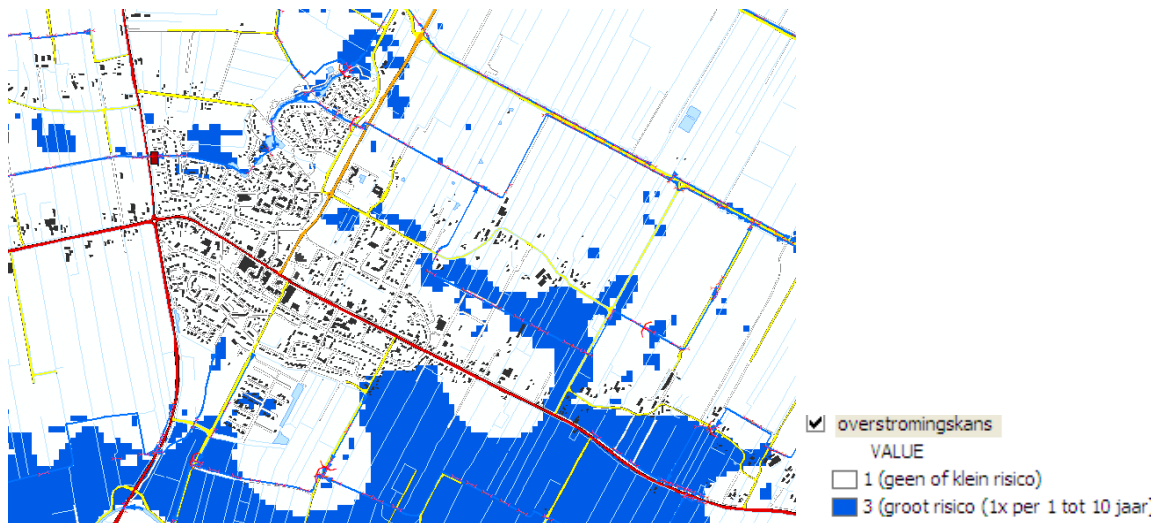 overstromingskans
VALUE
1 (geen of klein risico)
3 (groot risico (1x per 1 tot 10 jaar)